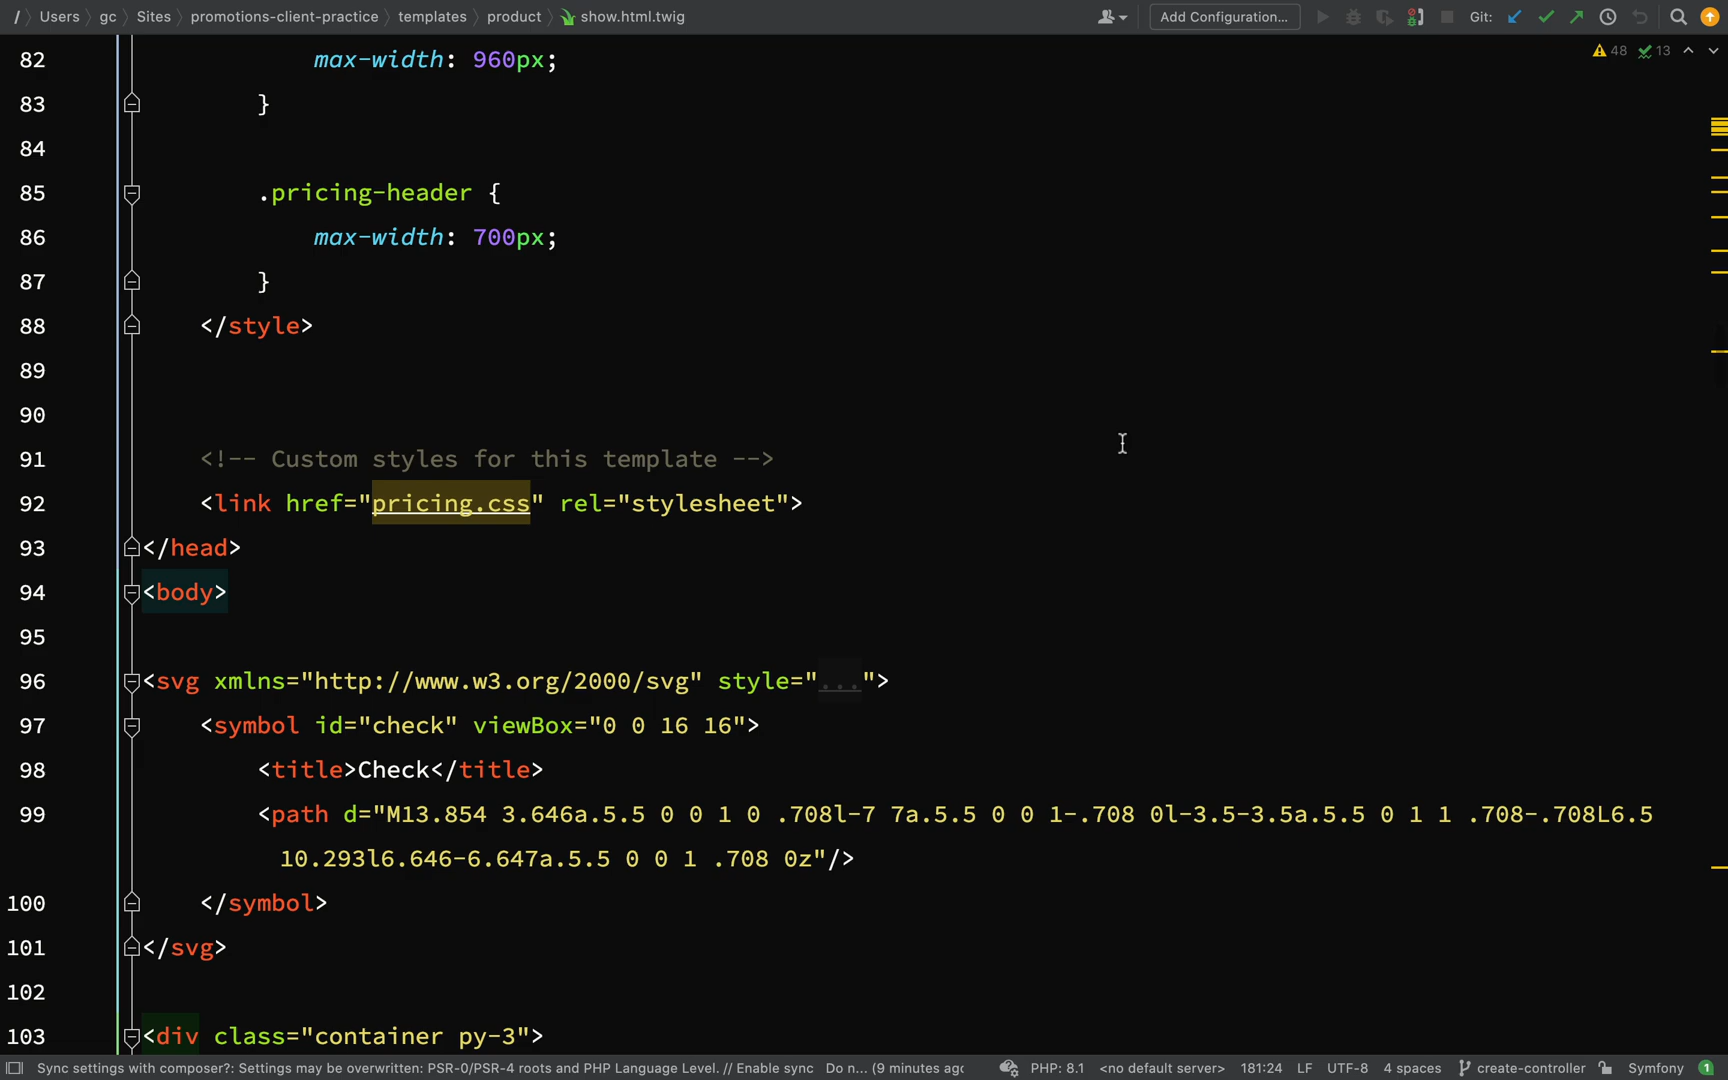 / Users gc Sites promotions-client-practice templates product show.html.twig Add Configuration... Git:
48 13
82 max-width: 960px;
83 }
84
85 .pricing-header {
86 max-width: 700px;
87 }
88 </style>
89
90
91 <!-- Custom styles for this template -->
92 <link href="pricing.css" rel="stylesheet">
93 </head>
94 <body>
95
96 <svg xmlns="http://www.w3.org/2000/svg" style="...">
97 <symbol id="check" viewBox="0 0 16 16">
98 <title>Check</title>
99 <path d="M13.854 3.646a.5.5 0 0 1 0 .708l-7 7a.5.5 0 0 1-.708 0l-3.5-3.5a.5.5 0 1 1 .708-.708L6.5
10.293l6.646-6.647a.5.5 0 0 1 .708 0z"/>
100 </symbol>
101 </svg>
102
103 <div class="container py-3">
Sync settings with composer?: Settings may be overwritten: PSR-0/PSR-4 roots and PHP Language Level. // Enable sync Do n... (9 minutes ago PHP: 8.1 <no default server> 181:24 LF UTF-8 4 spaces create-controller Symfony 1